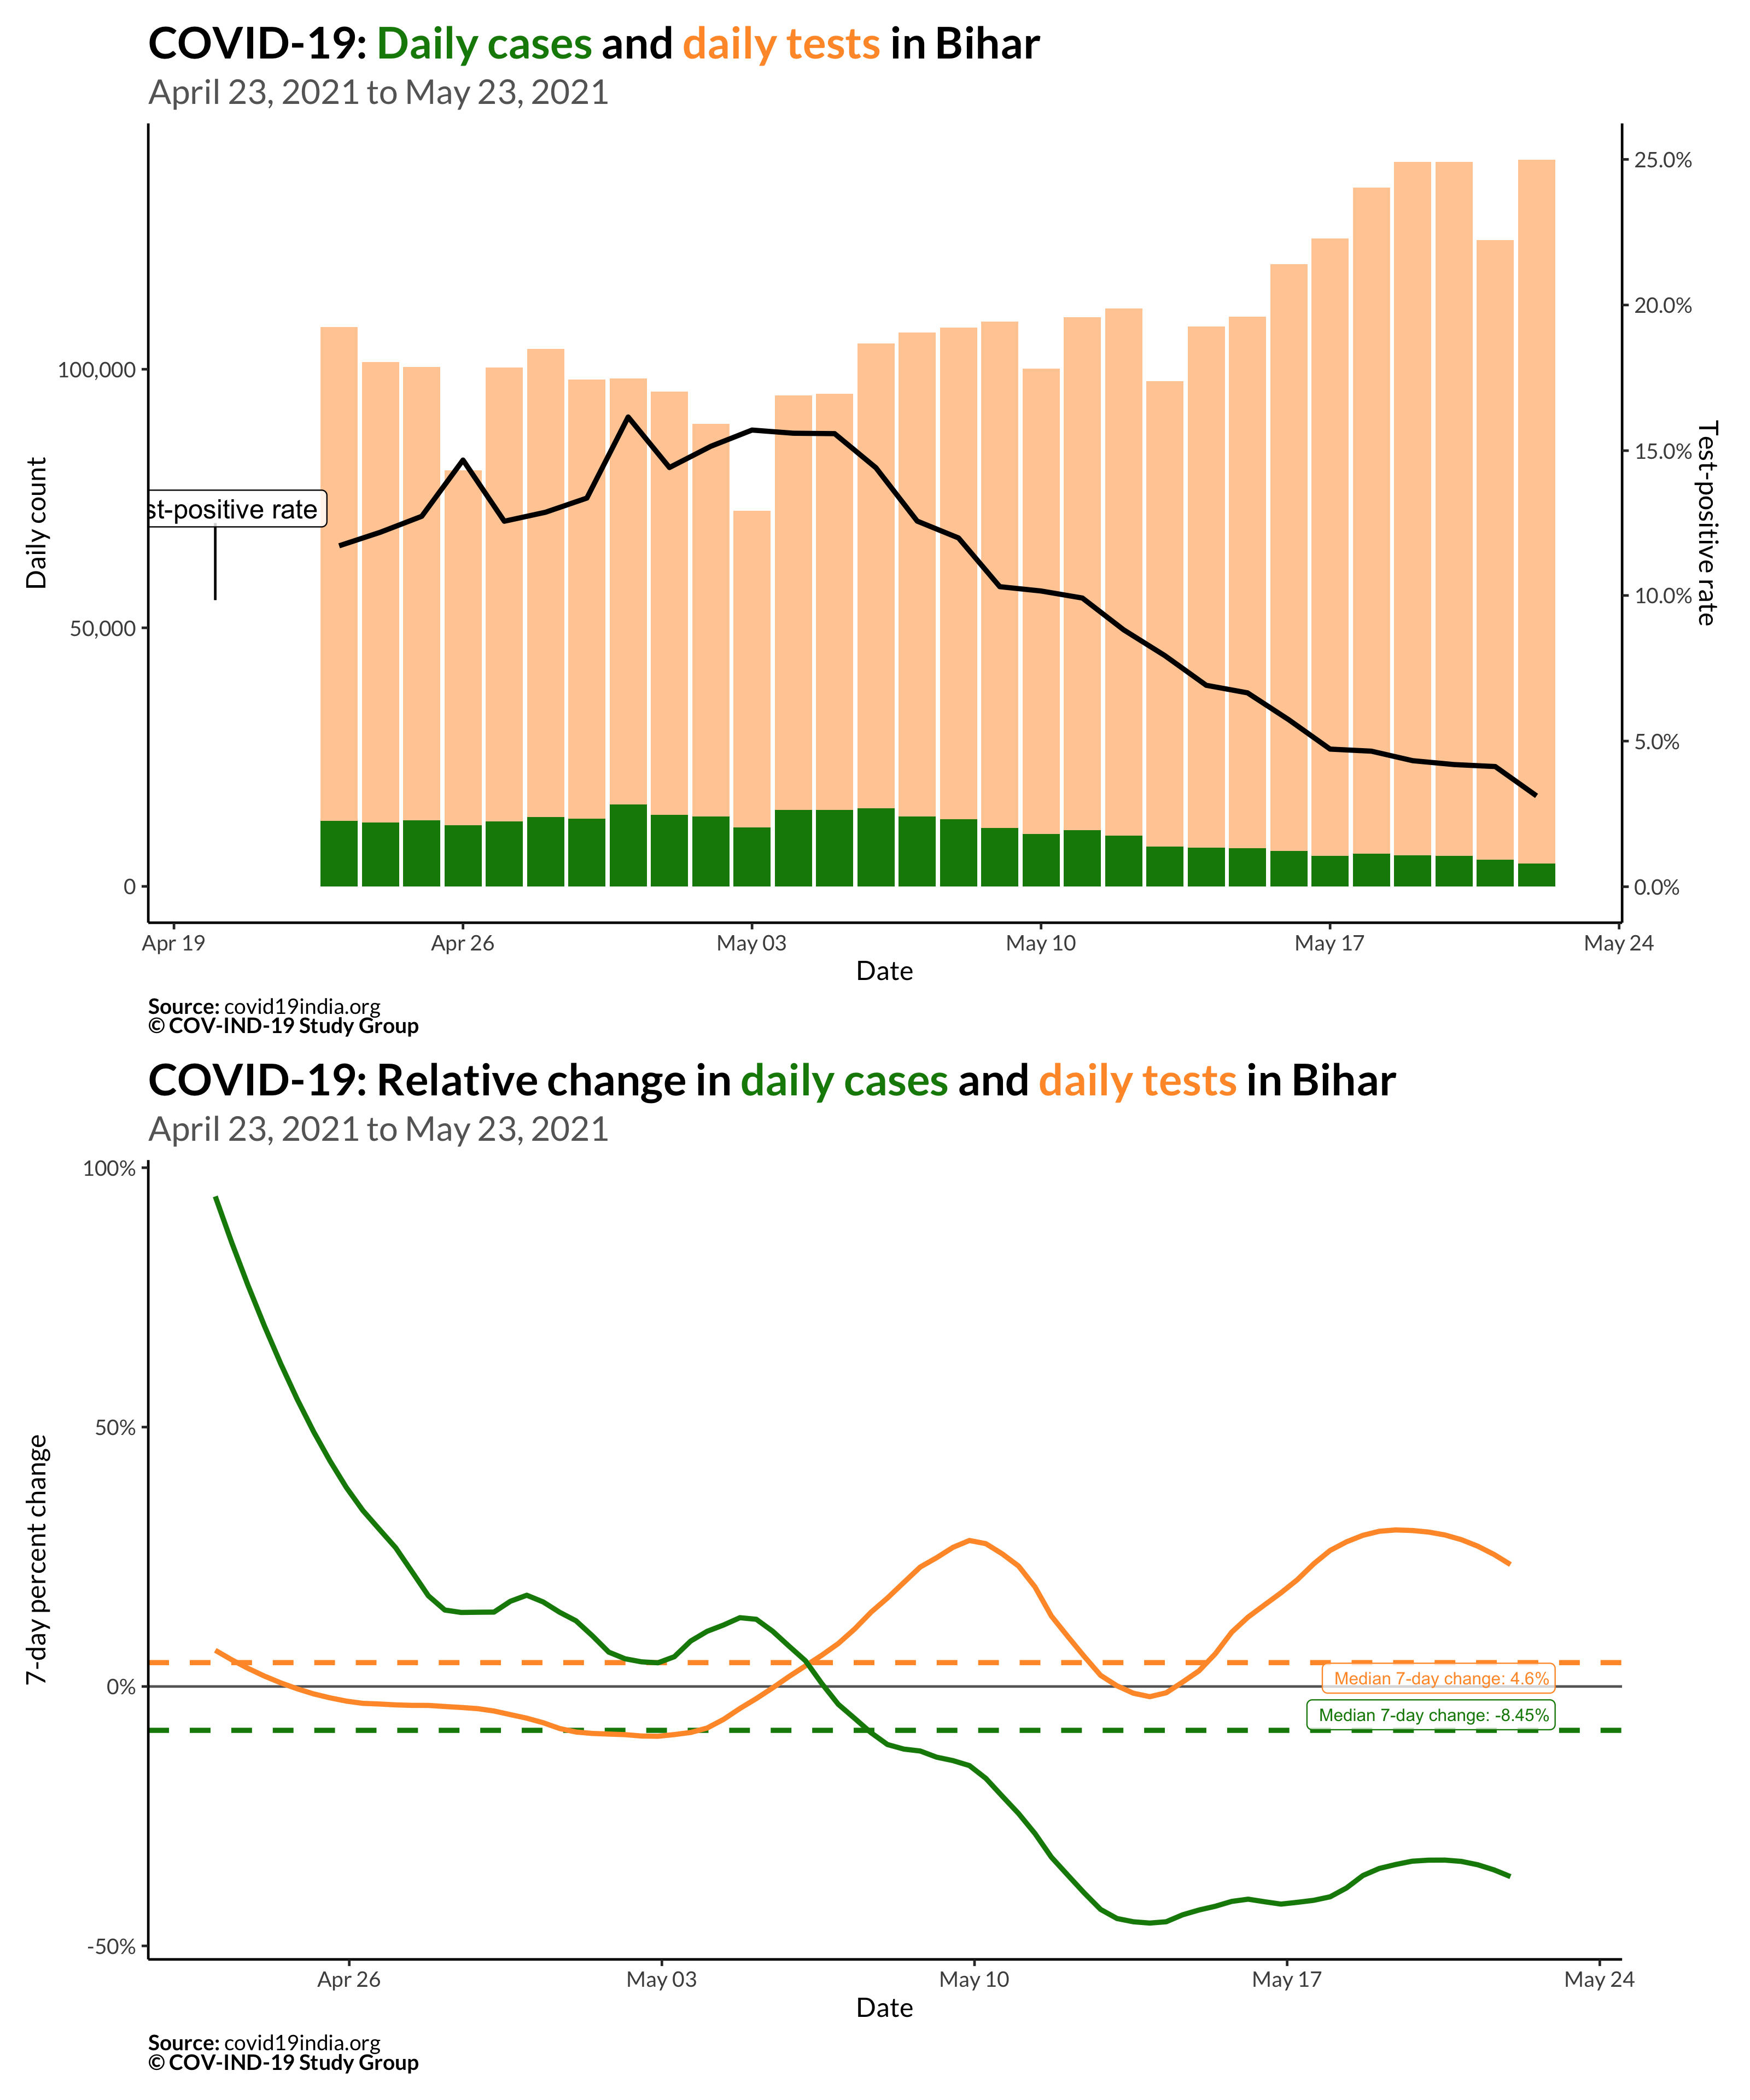 COVID-19: Daily cases and daily tests in Bihar
April 23, 2021 to May 23, 2021
Daily count
100,000
50,000
0
st-positive rate
25.0%
20.0%
15.0%
10.0%
5.0%
0.0%
Test-positive rate
Apr 19 Apr 26 May 03 May 10 May 17 May 24
Date
Source: covid19india.org
© COV-IND-19 Study Group
COVID-19: Relative change in daily cases and daily tests in Bihar
April 23, 2021 to May 23, 2021
7-day percent change
100%
50%
0%
-50%
Median 7-day change: 4.6%
Median 7-day change: -8.45%
Apr 26 May 03 May 10 May 17 May 24
Date
Source: covid19india.org
© COV-IND-19 Study Group